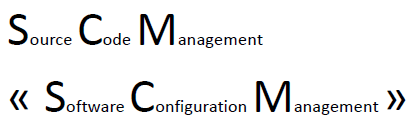 Source Code Management
« Software Configuration Management »